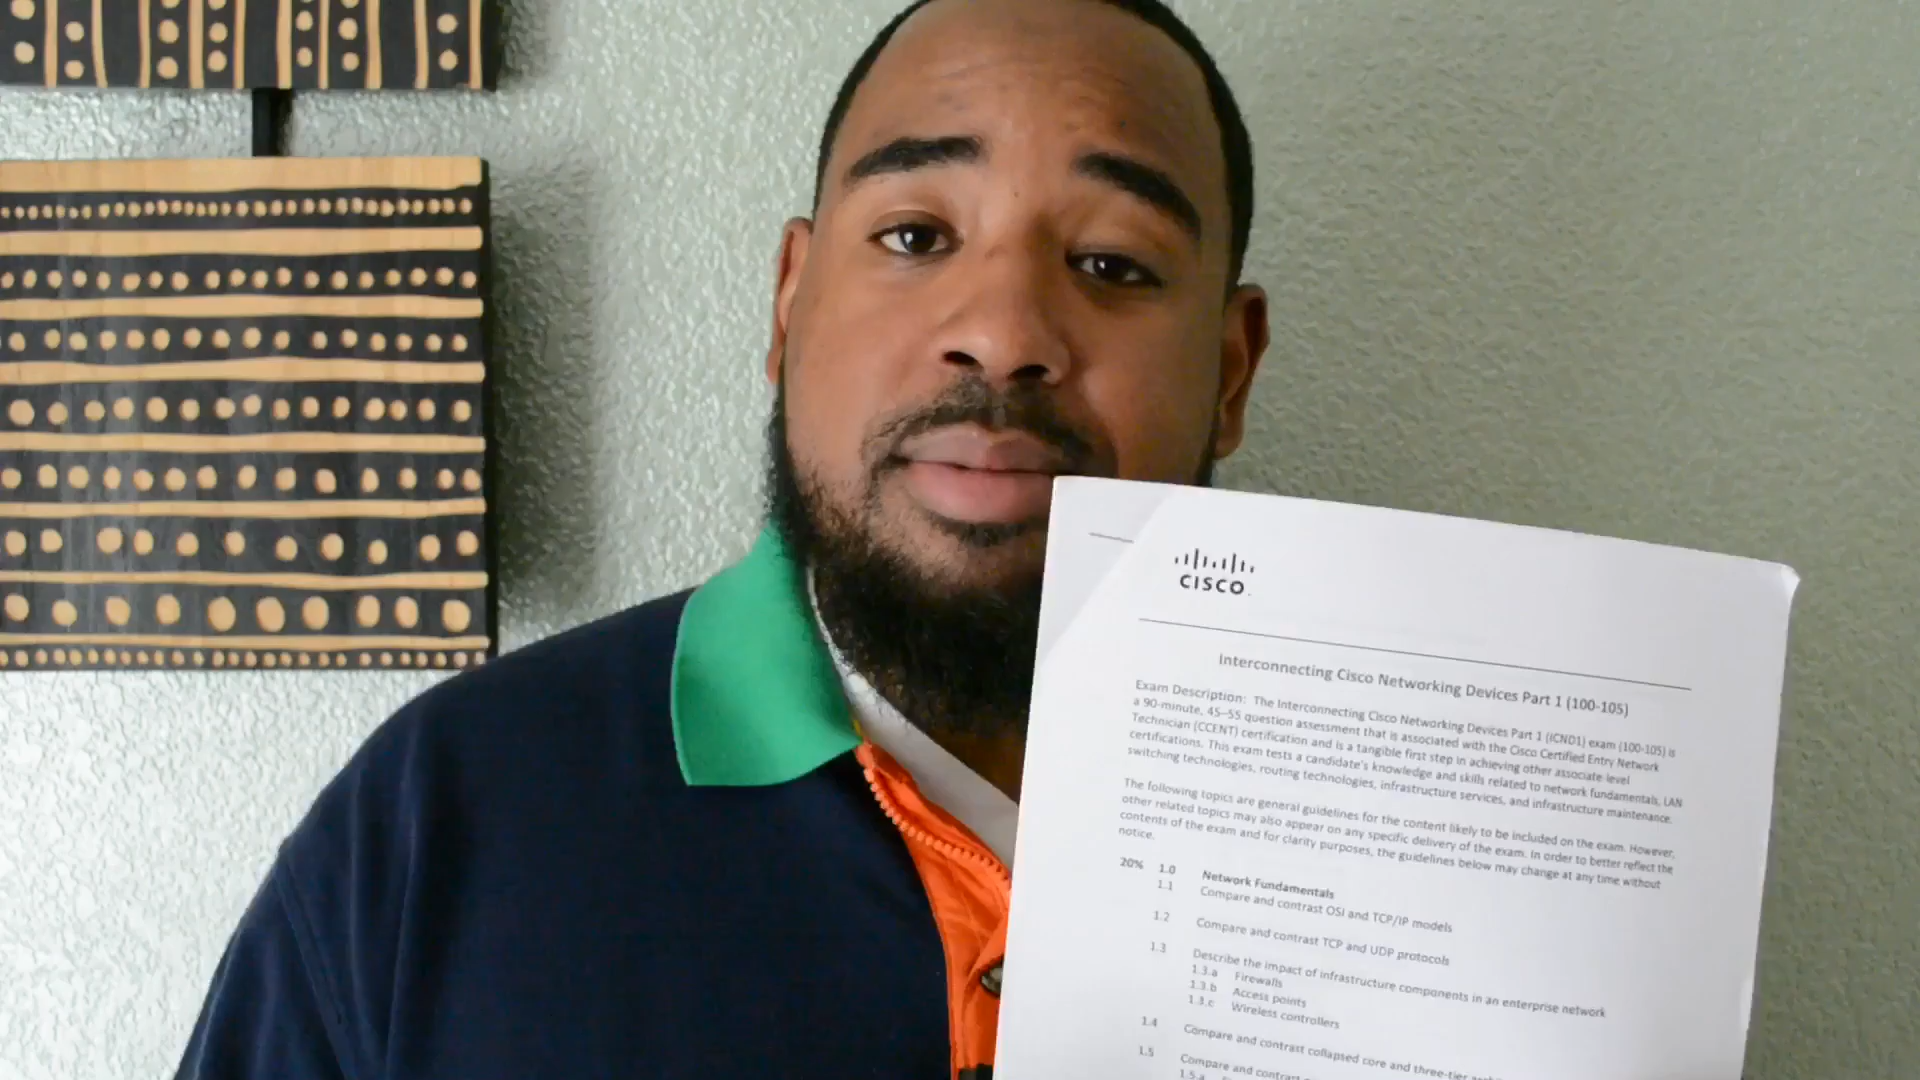 CISCO
Interconnecting Cisco Networking Devices Part 1 (100-105)
Exam Description: The Interconnecting Cisco Networking Devices Part 1 (ICND1) exam (100-105) is
a 90-minute, 45–55 question assessment that is associated with the Cisco Certified Entry Network
Technician (CCENT) certification and is a tangible first step in achieving other associate level
certifications. This exam tests a candidate's knowledge and skills related to network fundamentals, LAN
switching technologies, routing technologies, infrastructure services, and infrastructure maintenance.
The following topics are general guidelines for the content likely to be included on the exam. However,
other related topics may also appear on any specific delivery of the exam. In order to better reflect the
contents of the exam and for clarity purposes, the guidelines below may change at any time without
notice.
20% 1.0 Network Fundamentals
1.1 Compare and contrast OSI and TCP/IP models
1.2 Compare and contrast TCP and UDP protocols
1.3 Describe the impact of infrastructure components in an enterprise network
1.3.a Firewalls
1.3.b Access points
1.3.c Wireless controllers
1.4 Compare and contrast collapsed core and three-tier
1.5 Compare and contrast
1.5.a